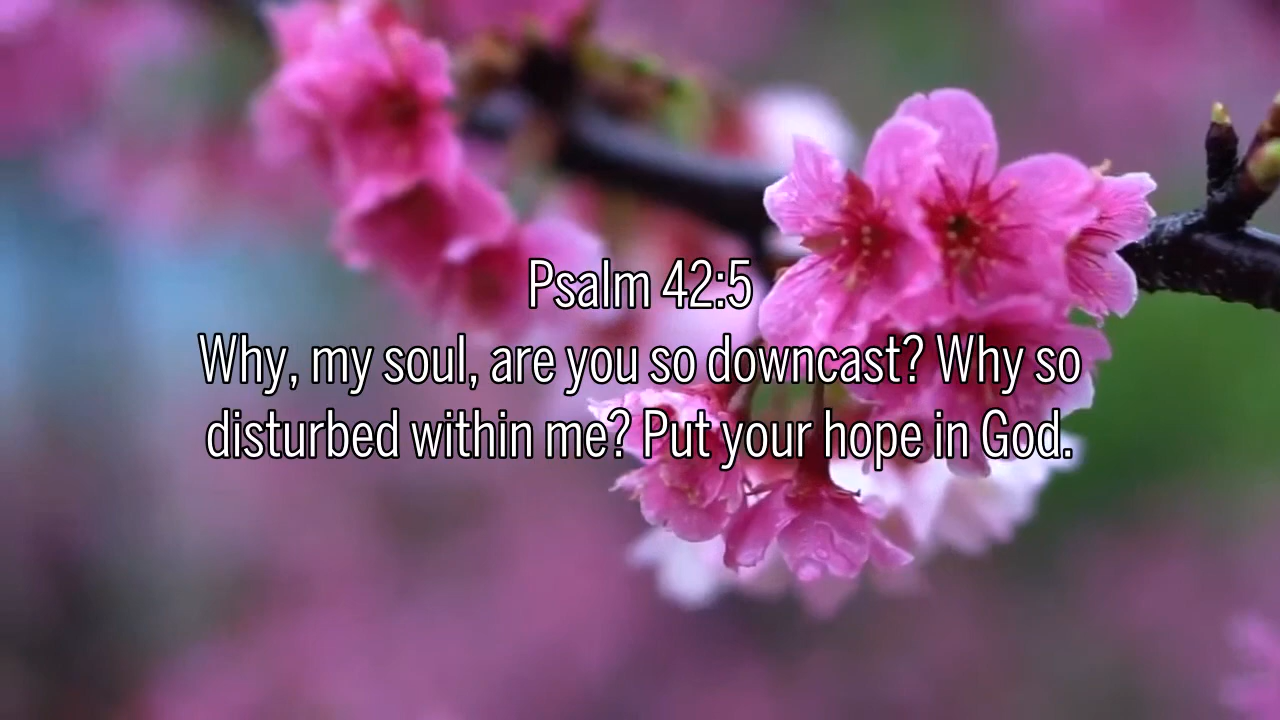 Psalm 42:5
Why, my soul, are you so downcast? Why so
disturbed within me? Put your hope in God.